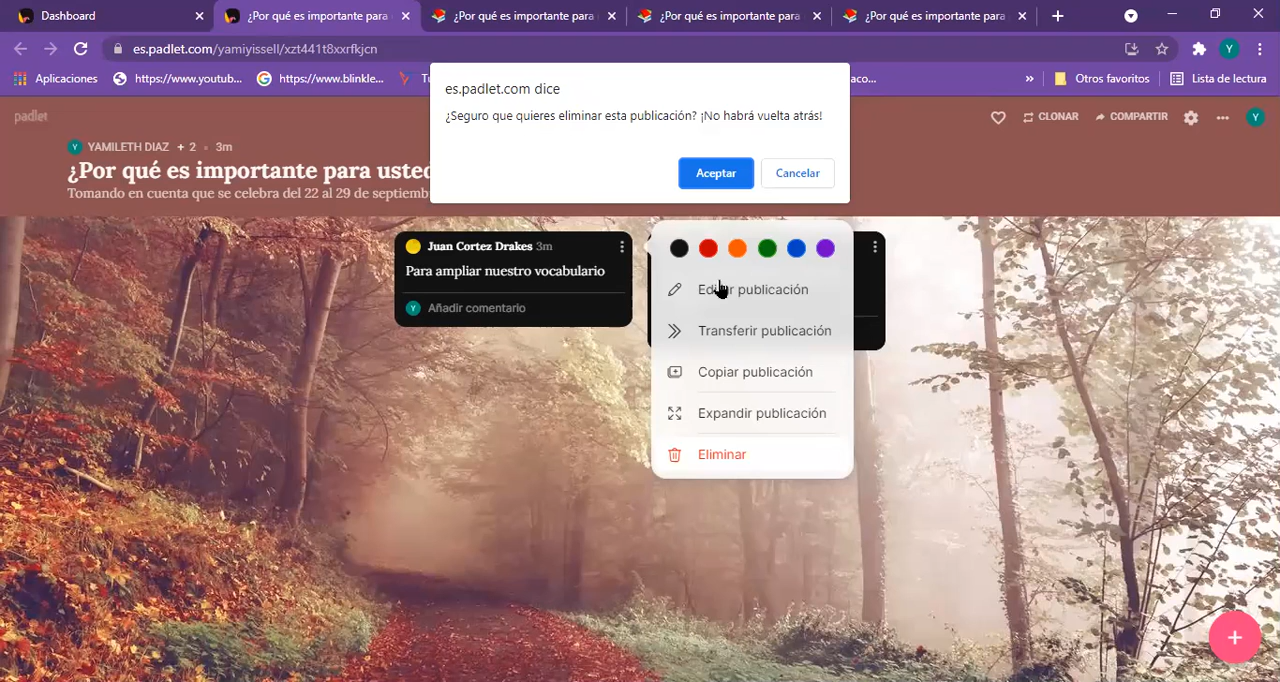 Dashboard
¿Por qué es importante para
¿Por qué es importante para
¿Por qué es importante para
¿Por qué es importante para
es.padlet.com/yamiyissell/xzt441t8xxrfkjcn
Y
Aplicaciones
https://www.youtub...
https://www.blinkle...
»
Otros favoritos
Lista de lectura
es.padlet.com dice
¿Seguro que quieres eliminar esta publicación? ¡No habrá vuelta atrás!
Aceptar
Cancelar
padlet
CLONAR
COMPARTIR
Y
Y YAMILETH DIAZ + 2 • 3m
¿Por qué es importante para usted
Tomando en cuenta que se celebra del 22 al 29 de septiemb
Juan Cortez Drakes 3m
Para ampliar nuestro vocabulario
Y Añadir comentario
Editar publicación
Transferir publicación
Copiar publicación
Expandir publicación
Eliminar